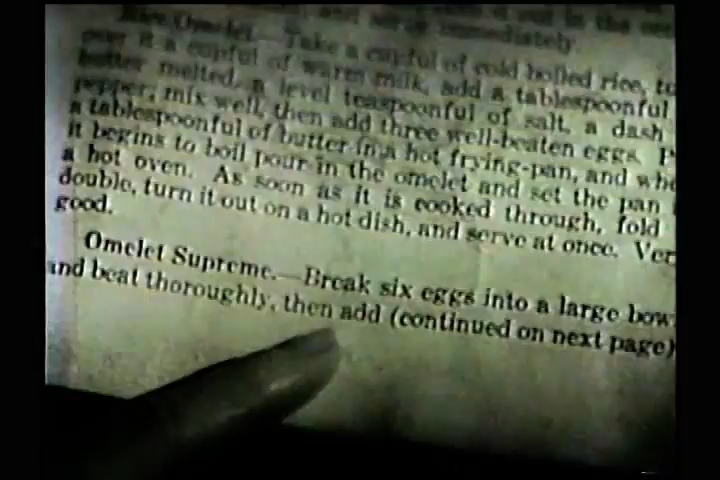 and serve immediately.
Rice Omelet.—Take a cupful of cold boiled rice, tu
pour it a cupful of warm milk, add a tablespoonful
butter melted, a level teaspoonful of salt, a dash
pepper; mix well, then add three well-beaten eggs. P
a tablespoonful of butter in a hot frying-pan, and whe
it begins to boil pour in the omelet and set the pan
a hot oven. As soon as it is cooked through, fold
double, turn it out on a hot dish, and serve at once. Ver
good.
Omelet Supreme.—Break six eggs into a large bow
and beat thoroughly, then add (continued on next page)